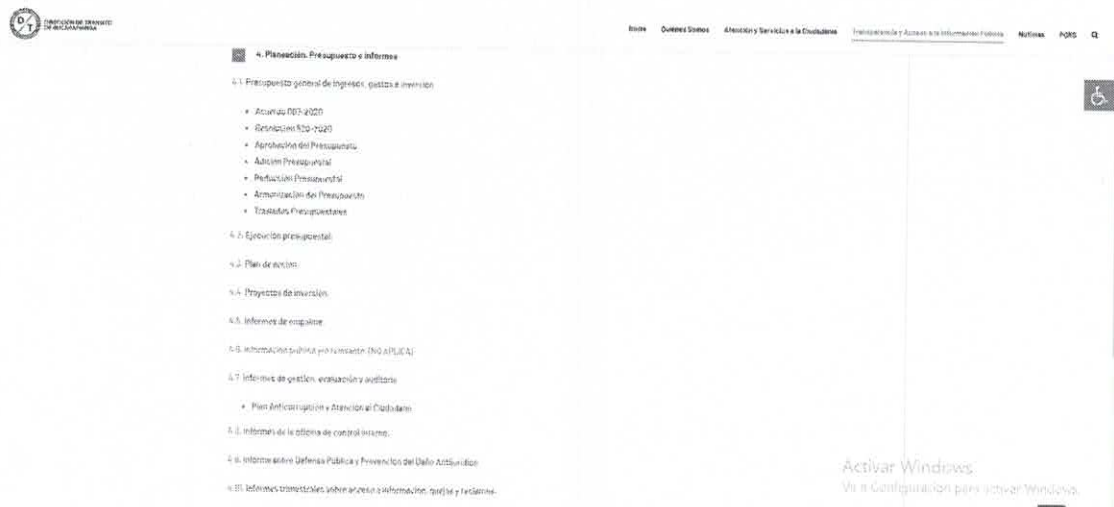 DIRECCIÓN DE TRANSITO
DE BUCARAMANGA
Home Quienes Somos Atención y Servicios a la Ciudadanía Transparencia y Acceso a la Información Pública Noticias PQRS
4. Planeación, Presupuesto e informes
4.1. Presupuesto general de ingresos, gastos e inversión
Acuerdo 007-2020
Resolución 520-2020
Aprobación del Presupuesto
Adición Presupuestal
Reducción Presupuestal
Armonización del Presupuesto
Traslados Presupuestales
4.2. Ejecución presupuestal.
4.3. Plan de acción.
4.4. Proyectos de inversión.
4.5. Informes de empalme
4.6. Información pública y/o relevante. (NO APLICA)
4.7. Informes de gestión, evaluación y auditoría
Plan Anticorrupción y Atención al Ciudadano
4.8. Informes de la oficina de control interno.
4.9. Informe sobre Defensa Pública y Prevención del Daño Antijurídico
4.10. Informes trimestrales sobre acceso a información, quejas y reclamos.
Activar Windows
Ve a Configuración para activar Windows.